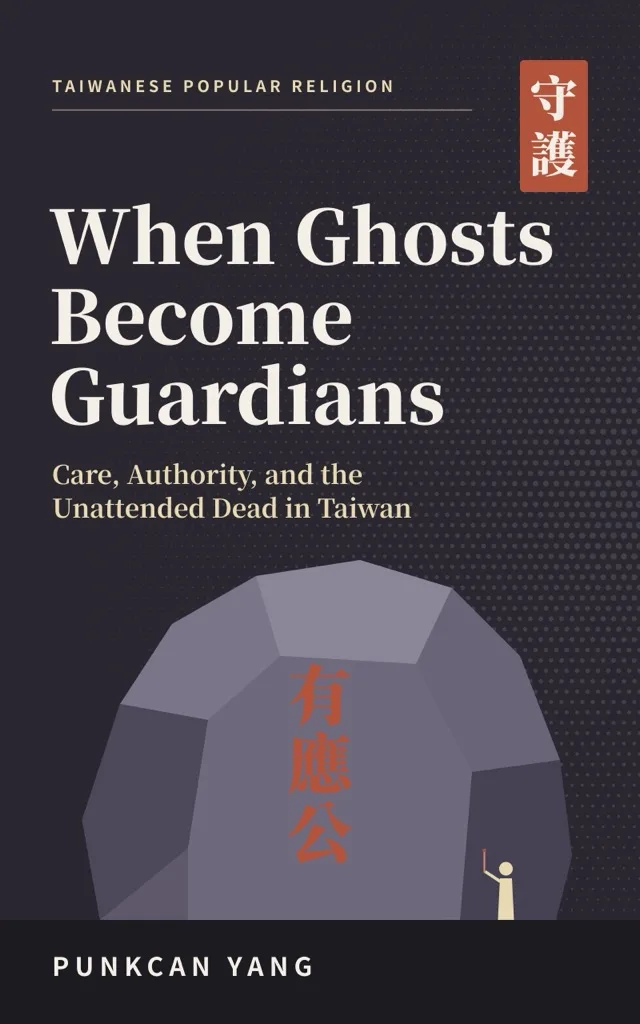 TAIWANESE POPULAR RELIGION
守護
When Ghosts
Become
Guardians
Care, Authority, and the
Unattended Dead in Taiwan
有應公
PUNKCAN YANG